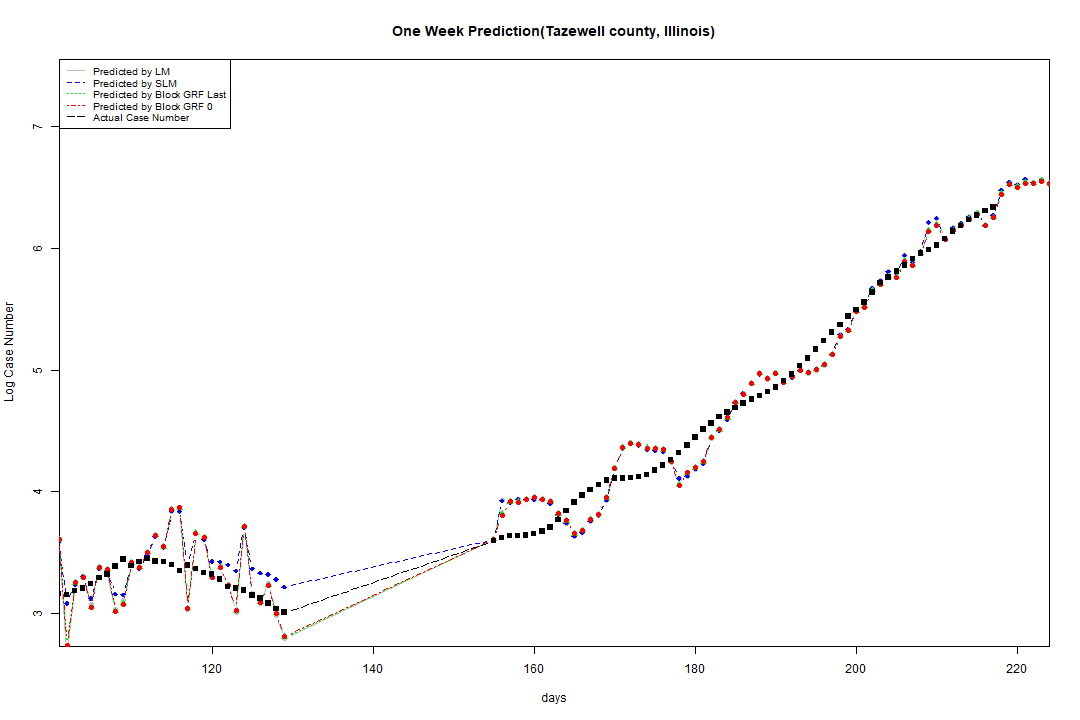 One Week Prediction(Tazewell county, Illinois)
Predicted by LM
Predicted by SLM
Predicted by Block GRF Last
Predicted by Block GRF 0
Actual Case Number
7
6
5
4
3
Log Case Number
120 140 160 180 200 220
days